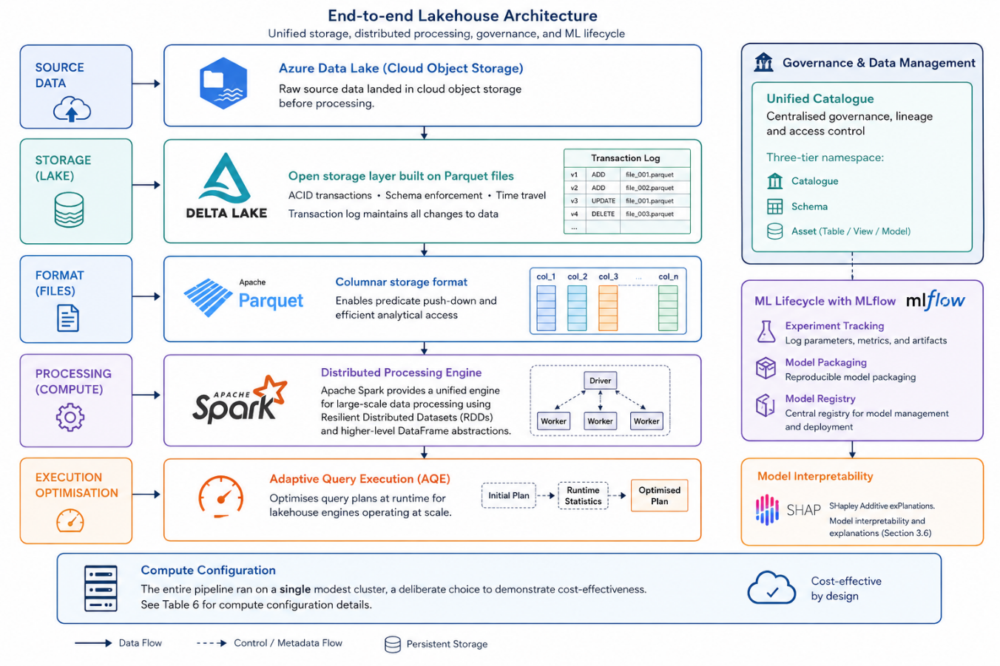 End-to-end Lakehouse Architecture
Unified storage, distributed processing, governance, and ML lifecycle
SOURCE
DATA
Azure Data Lake (Cloud Object Storage)
Raw source data landed in cloud object storage
before processing.
STORAGE
(LAKE)
DELTA LAKE
Open storage layer built on Parquet files
ACID transactions • Schema enforcement • Time travel
Transaction log maintains all changes to data
Transaction Log
v1 ADD file_001.parquet
v2 ADD file_002.parquet
v3 UPDATE file_001.parquet
v4 DELETE file_003.parquet
...
FORMAT
(FILES)
Apache
Parquet
Columnar storage format
Enables predicate push-down and
efficient analytical access
col_1 col_2 col_3 ... col_n
PROCESSING
(COMPUTE)
APACHE
Spark
Distributed Processing Engine
Apache Spark provides a unified engine
for large-scale data processing using
Resilient Distributed Datasets (RDDs)
and higher-level DataFrame abstractions.
Driver
Worker Worker Worker
EXECUTION
OPTIMISATION
Adaptive Query Execution (AQE)
Optimises query plans at runtime for
lakehouse engines operating at scale.
Initial Plan
Runtime
Statistics
Optimised
Plan
Governance & Data Management
Unified Catalogue
Centralised governance, lineage
and access control
Three-tier namespace:
Catalogue
Schema
Asset (Table / View / Model)
ML Lifecycle with MLflow mlflow
Experiment Tracking
Log parameters, metrics, and artifacts
Model Packaging
Reproducible model packaging
Model Registry
Central registry for model management
and deployment
Model Interpretability
SHAP
SHapley Additive exPlanations.
Model interpretability and
explanations (Section 3.6)
Compute Configuration
The entire pipeline ran on a single modest cluster, a deliberate choice to demonstrate cost-effectiveness.
See Table 6 for compute configuration details.
Cost-effective
by design
Data Flow
Control / Metadata Flow
Persistent Storage